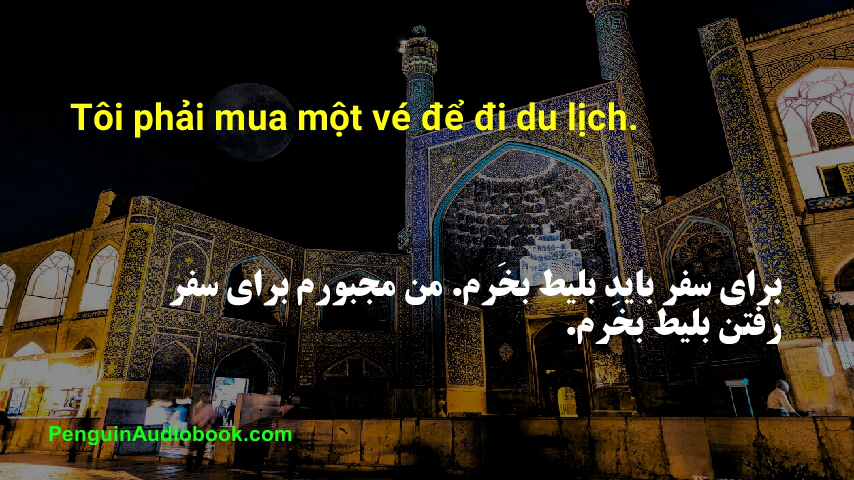 Tôi phải mua một vé để đi du lịch.
برای سفر باید بلیط بخَرم. من مجبورم برای سفر
رفتن بلیط بخَرم.
PenguinAudiobook.com